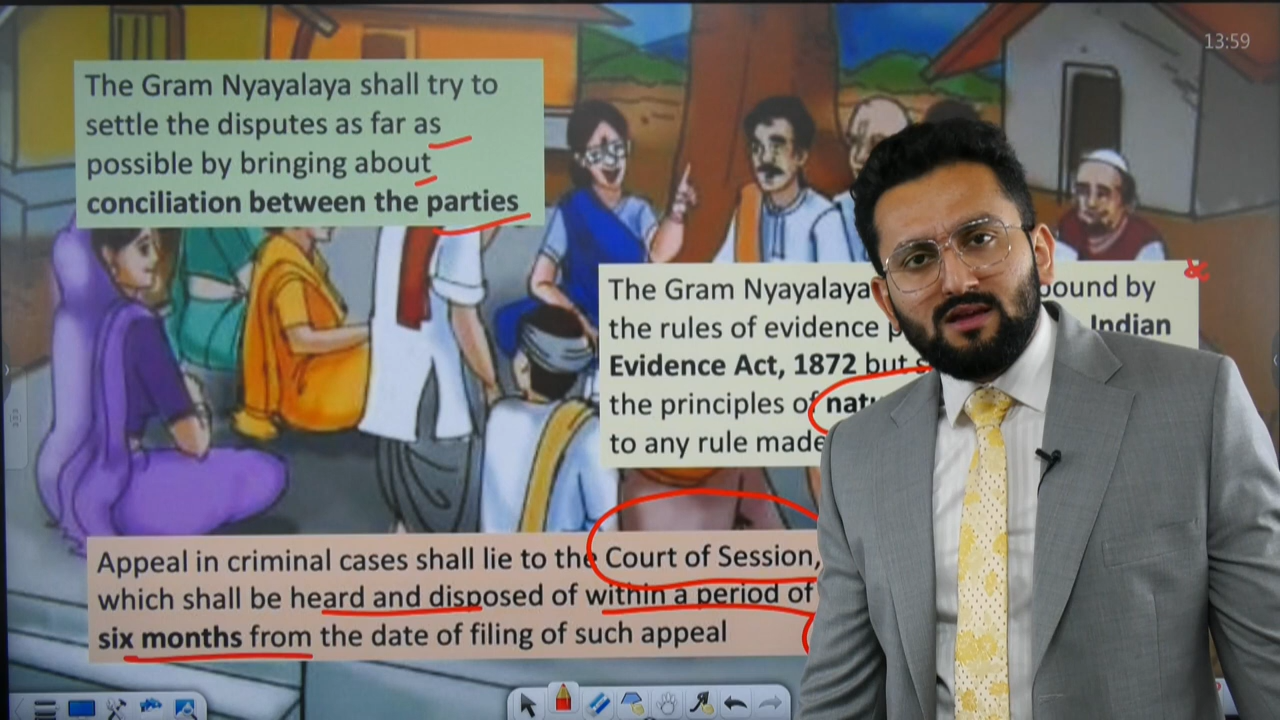 13:59
The Gram Nyayalaya shall try to
settle the disputes as far as
possible by bringing about
conciliation between the parties
The Gram Nyayalaya bound by
the rules of evidence Indian
Evidence Act, 1872 but
the principles of
to any rule made
Appeal in criminal cases shall lie to the Court of Session,
which shall be heard and disposed of within a period of
six months from the date of filing of such appeal